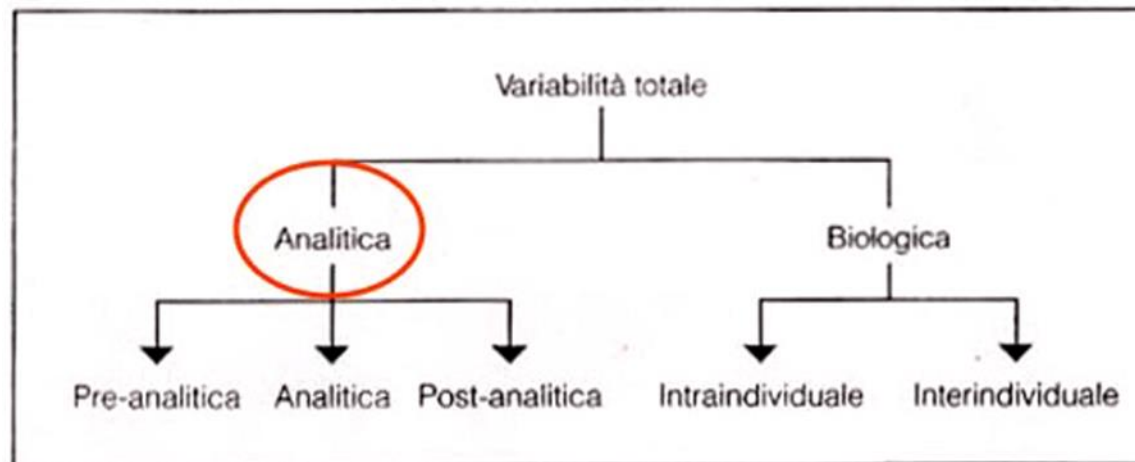 Variabilità totale
Analitica Biologica
Pre-analitica Analitica Post-analitica Intraindividuale Interindividuale